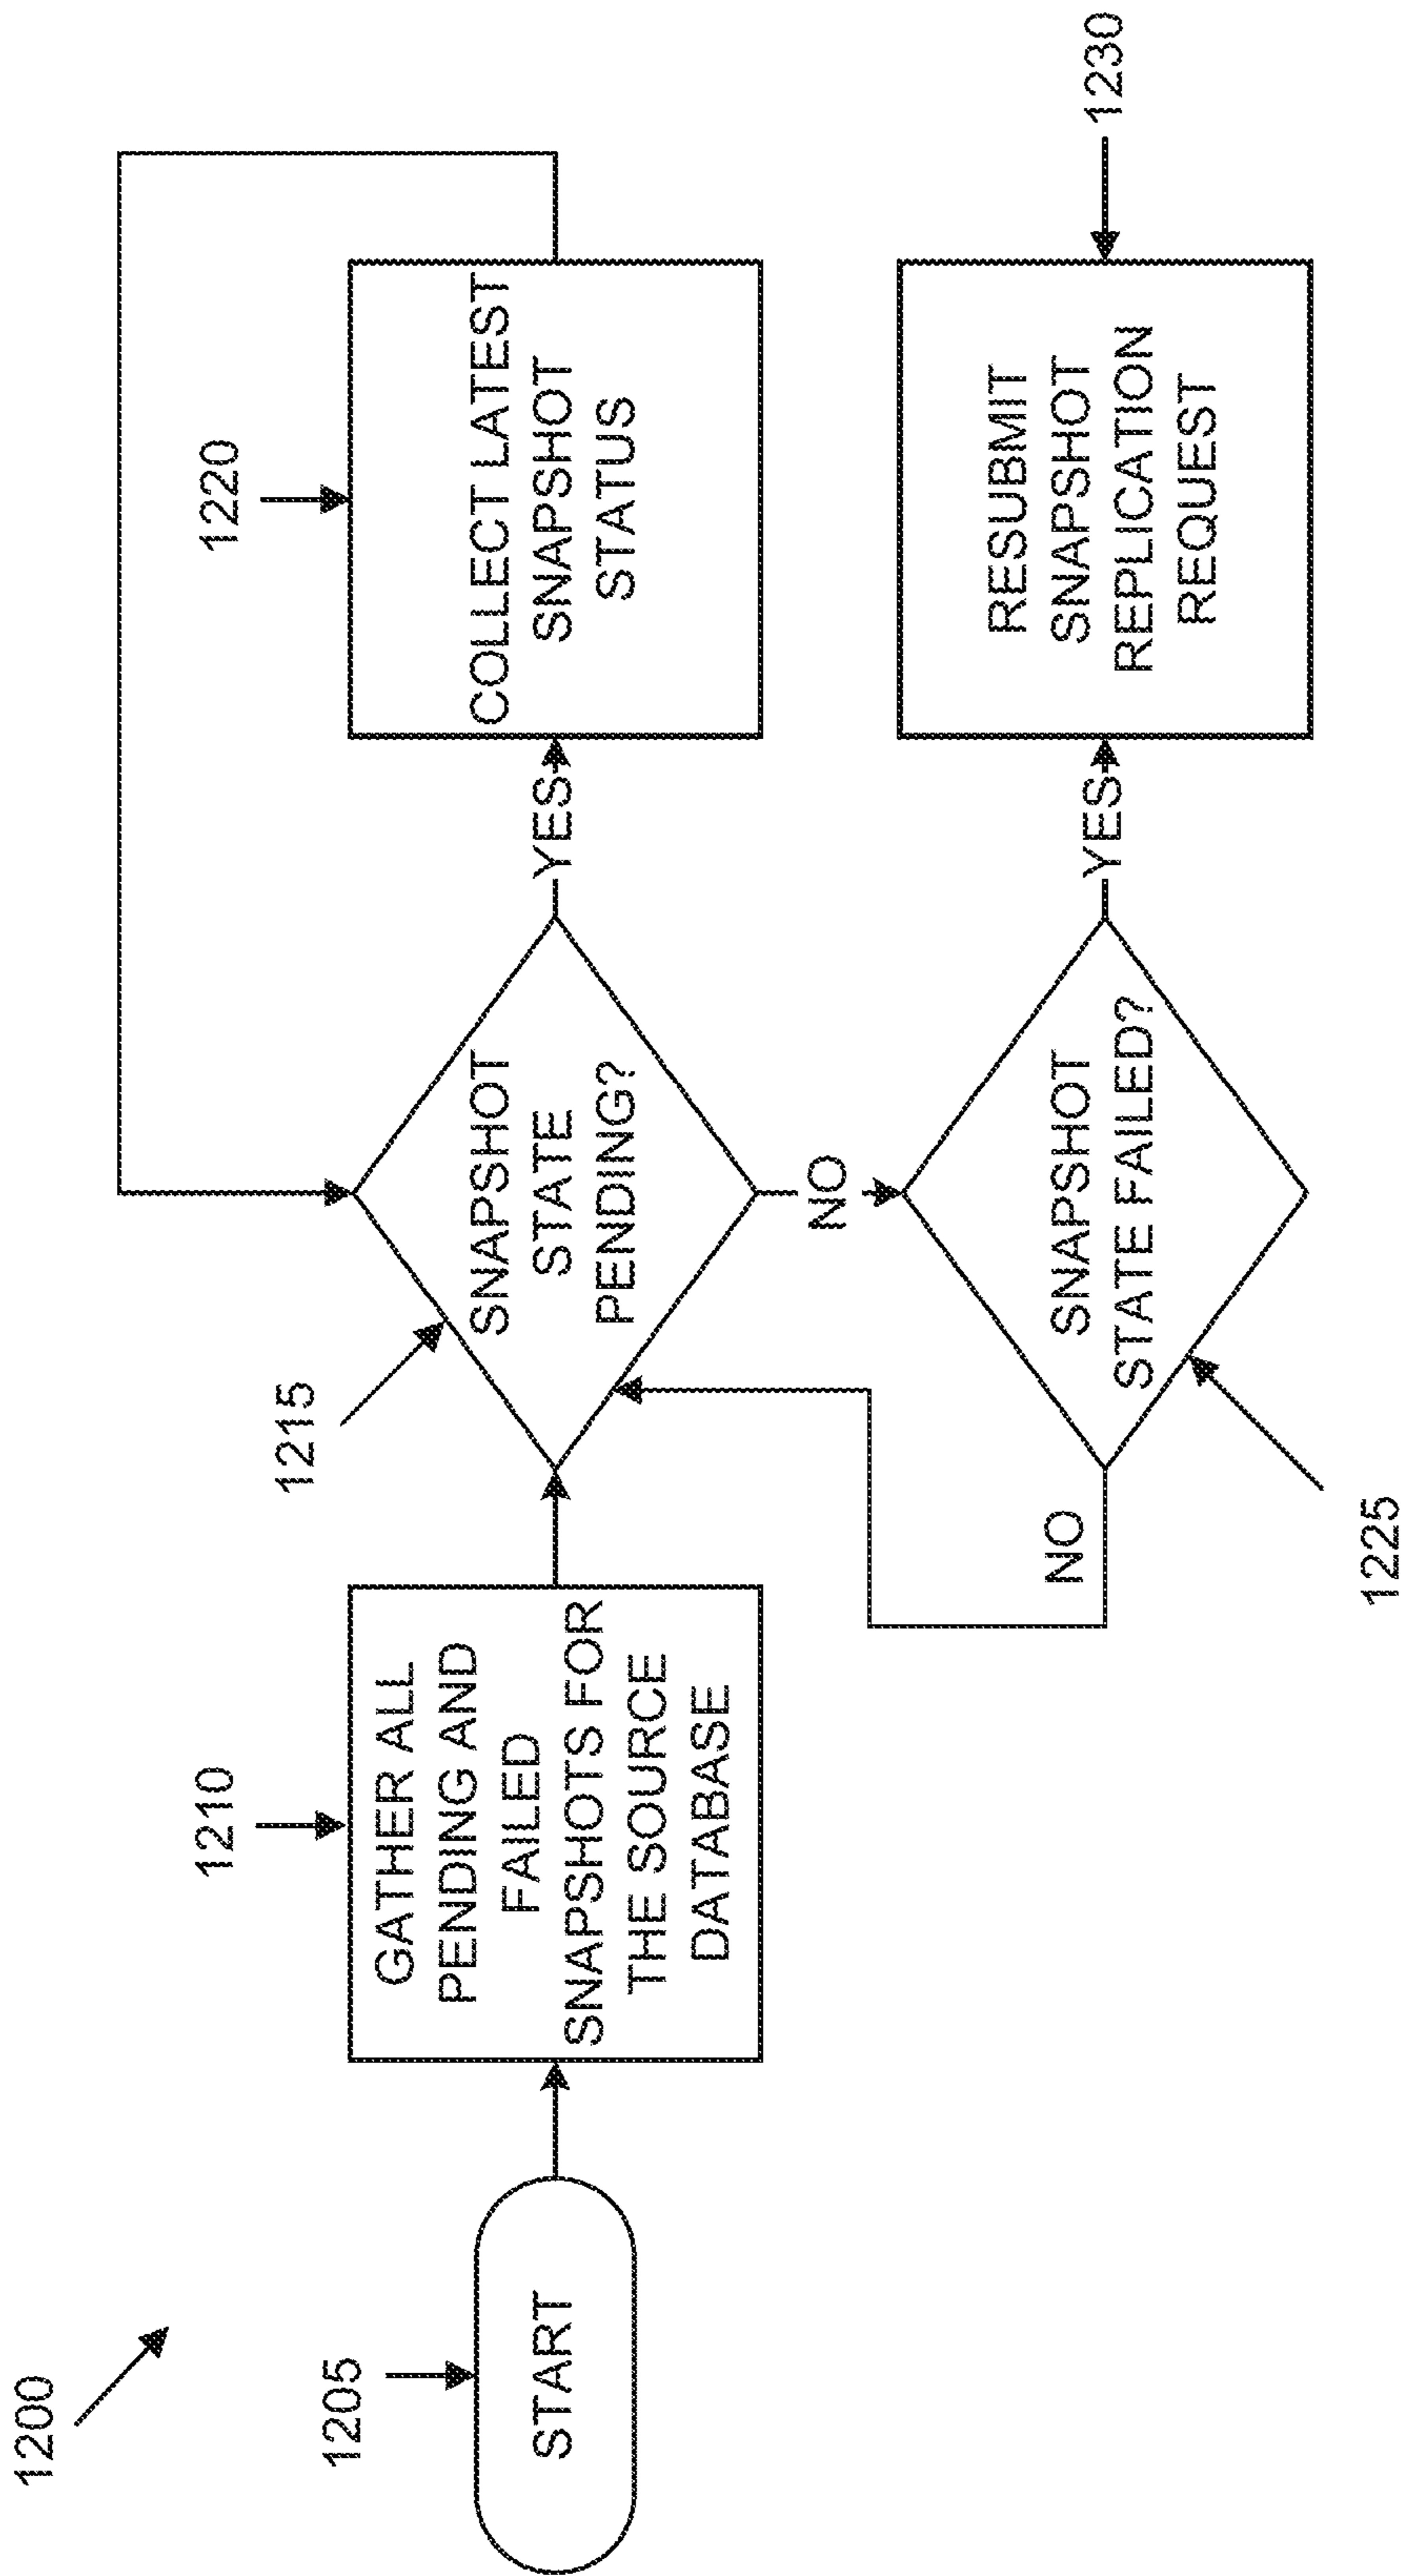 1200
1205
START
1210
GATHER ALL
PENDING AND
FAILED
SNAPSHOTS FOR
THE SOURCE
DATABASE
1215
SNAPSHOT
STATE
PENDING?
YES
1220
COLLECT LATEST
SNAPSHOT
STATUS
NO
SNAPSHOT
STATE FAILED?
NO
1225
YES
RESUBMIT
SNAPSHOT
REPLICATION
REQUEST
1230